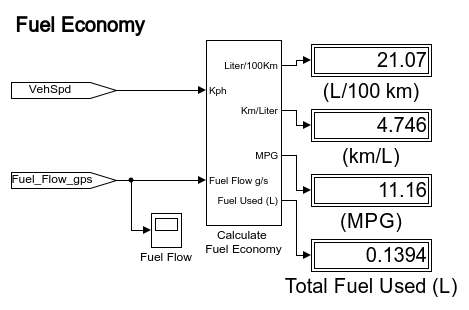 Fuel Economy
VehSpd
Fuel_Flow_gps
Fuel Flow
Kph
Fuel Flow g/s
Liter/100Km
Km/Liter
MPG
Fuel Used (L)
Calculate
Fuel Economy
21.07
(L/100 km)
4.746
(km/L)
11.16
(MPG)
0.1394
Total Fuel Used (L)